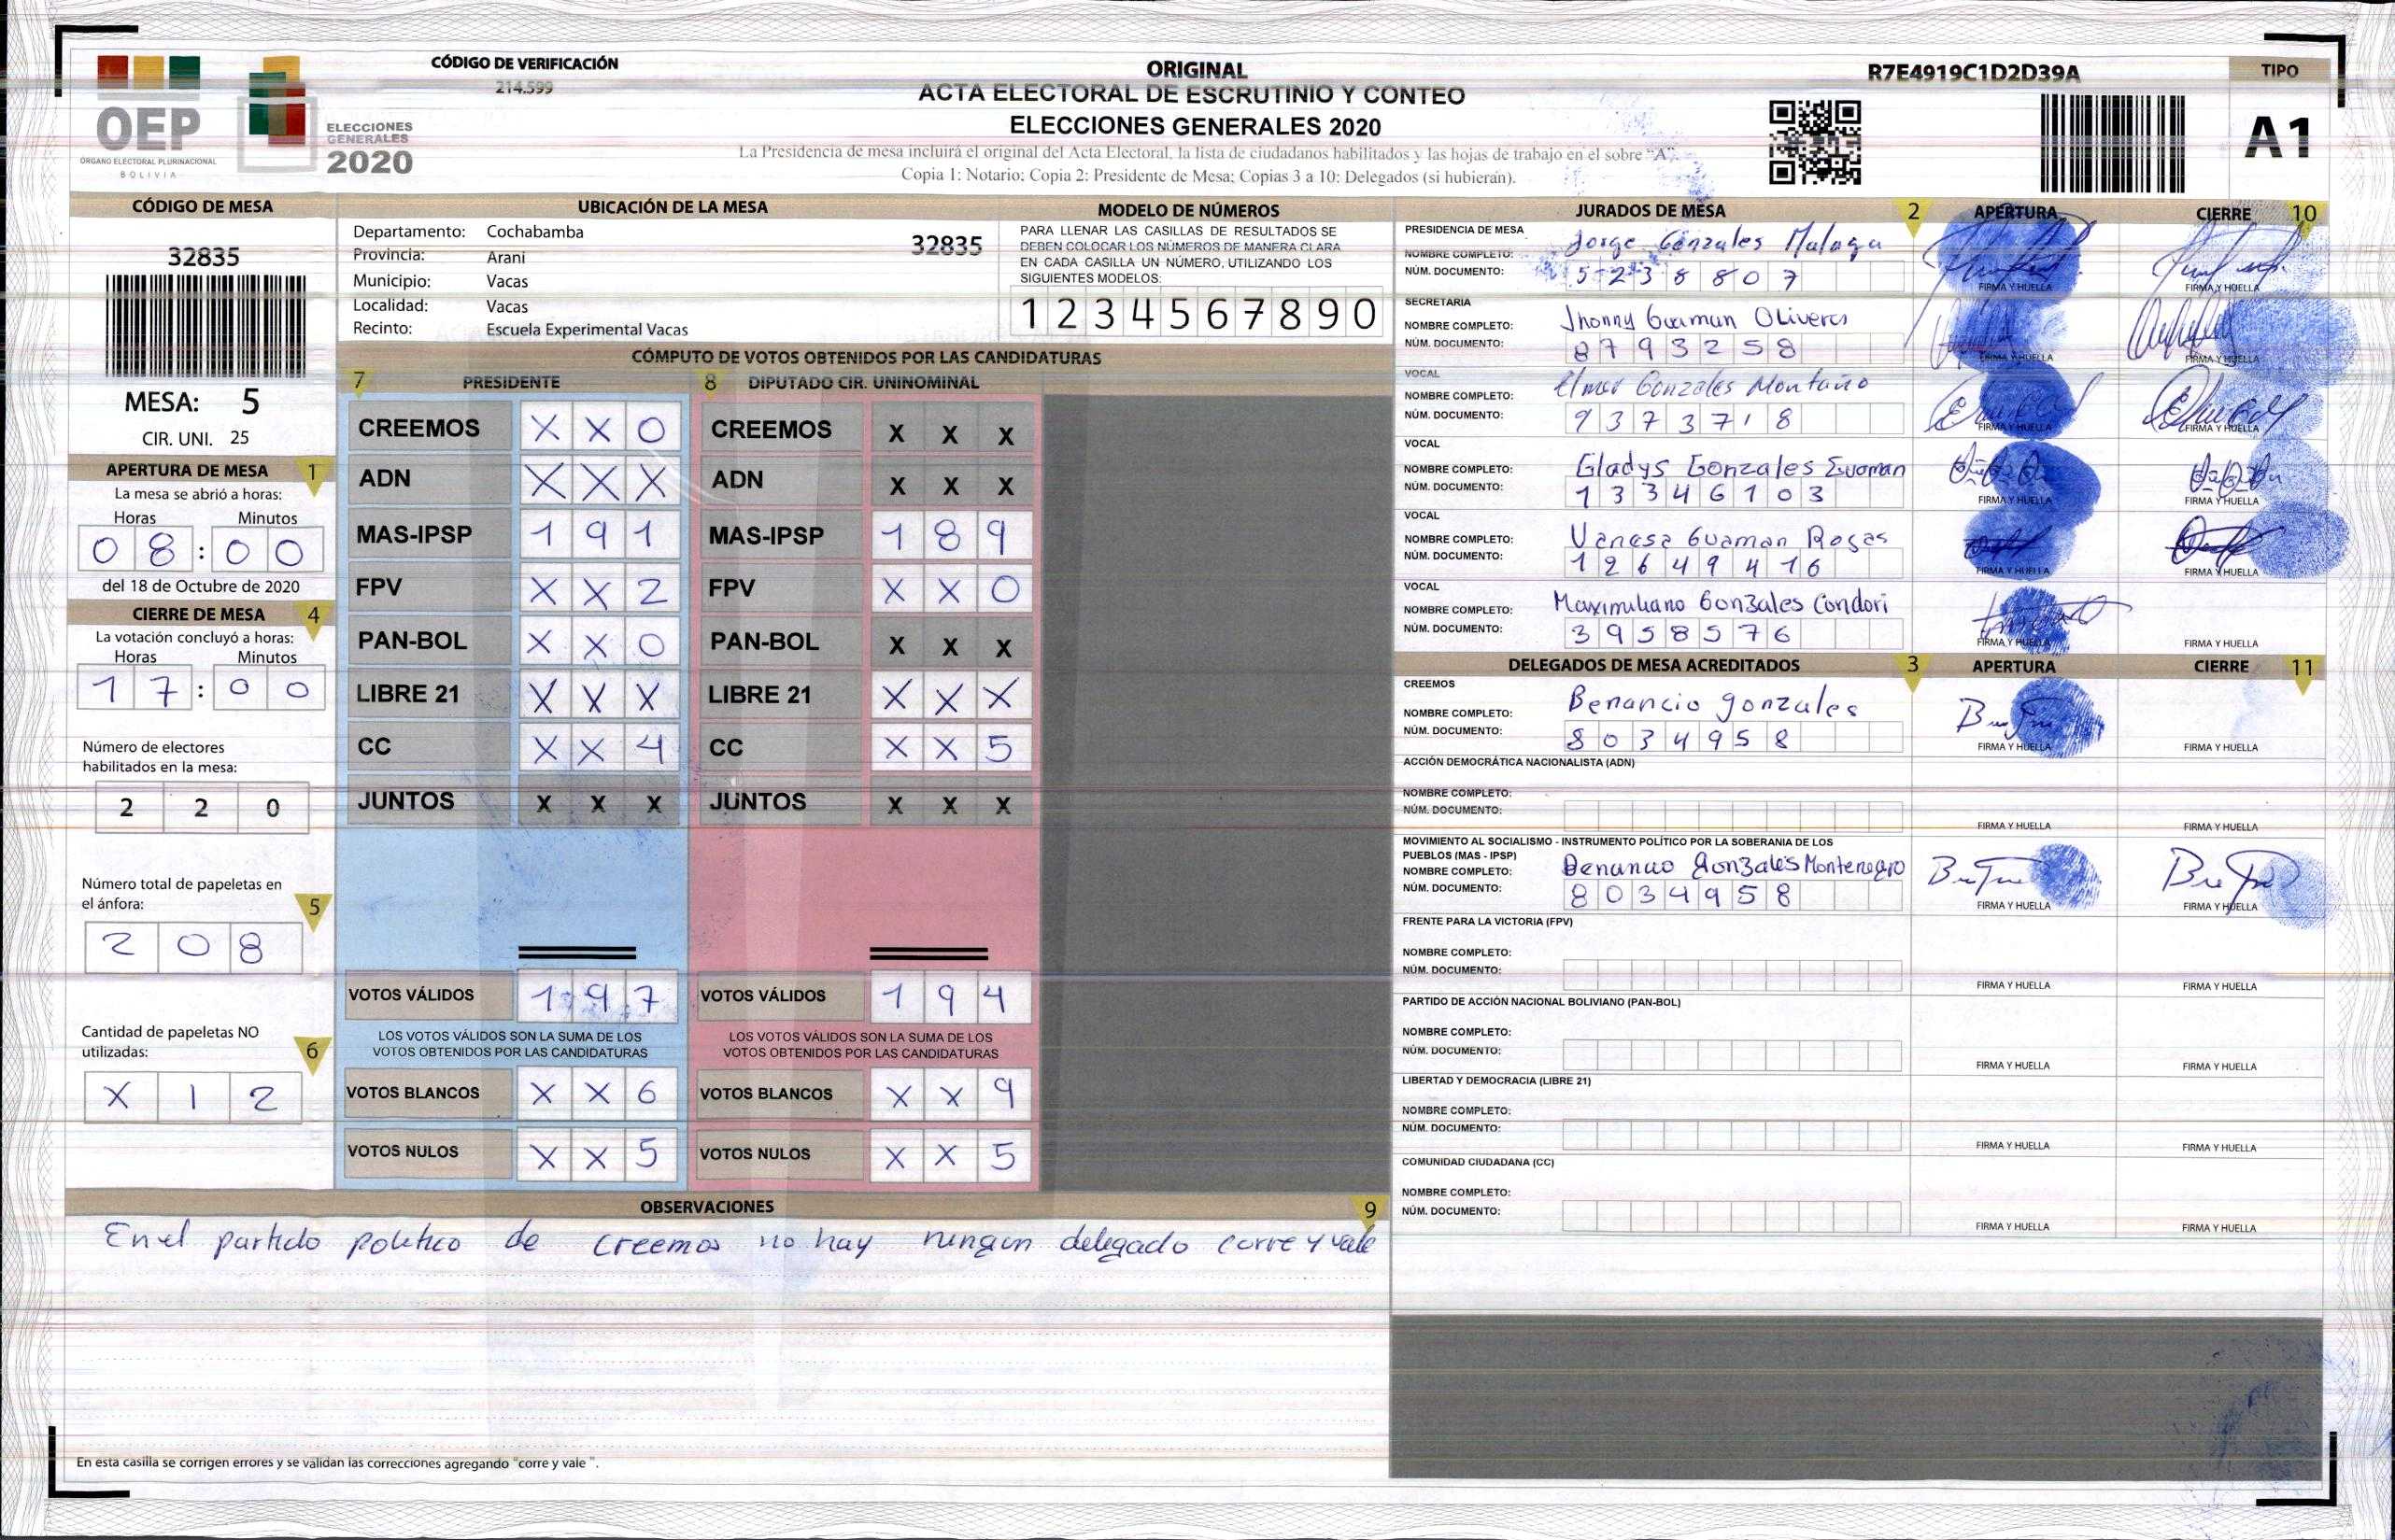 CÓDIGO DE VERIFICACIÓN
214.599
ORIGINAL
ACTA ELECTORAL DE ESCRUTINIO Y CONTEO
ELECCIONES GENERALES 2020
La Presidencia de mesa incluirá el original del Acta Electoral, la lista de ciudadanos habilitados y las hojas de trabajo en el sobre “A”.
Copia 1: Notario; Copia 2: Presidente de Mesa; Copias 3 a 10: Delegados (si hubieran).
R7E4919C1D2D39A
TIPO
A1
OEP
ÓRGANO ELECTORAL PLURINACIONAL
BOLIVIA
ELECCIONES
GENERALES
2020
CÓDIGO DE MESA
32835
MESA: 5
CIR. UNI. 25
APERTURA DE MESA 1
La mesa se abrió a horas:
Horas Minutos
0 8 : 0 0
del 18 de Octubre de 2020
CIERRE DE MESA 4
La votación concluyó a horas:
Horas Minutos
1 7 : 0 0
Número de electores
habilitados en la mesa:
2 2 0
Número total de papeletas en
el ánfora: 5
2 0 8
Cantidad de papeletas NO
utilizadas: 6
X 1 2
UBICACIÓN DE LA MESA
Departamento: Cochabamba 32835
Provincia: Arani
Municipio: Vacas
Localidad: Vacas
Recinto: Escuela Experimental Vacas
MODELO DE NÚMEROS
PARA LLENAR LAS CASILLAS DE RESULTADOS SE
DEBEN COLOCAR LOS NÚMEROS DE MANERA CLARA
EN CADA CASILLA UN NÚMERO, UTILIZANDO LOS
SIGUIENTES MODELOS:
1 2 3 4 5 6 7 8 9 0
CÓMPUTO DE VOTOS OBTENIDOS POR LAS CANDIDATURAS
7 PRESIDENTE 8 DIPUTADO CIR. UNINOMINAL
CREEMOS X X 0 CREEMOS X X X
ADN X X X ADN X X X
MAS-IPSP 1 9 1 MAS-IPSP 1 8 9
FPV X X 2 FPV X X 0
PAN-BOL X X 0 PAN-BOL X X X
LIBRE 21 X X X LIBRE 21 X X X
CC X X 4 CC X X 5
JUNTOS X X X JUNTOS X X X
VOTOS VÁLIDOS 1 9 7 VOTOS VÁLIDOS 1 9 4
LOS VOTOS VÁLIDOS SON LA SUMA DE LOS LOS VOTOS VÁLIDOS SON LA SUMA DE LOS
VOTOS OBTENIDOS POR LAS CANDIDATURAS VOTOS OBTENIDOS POR LAS CANDIDATURAS
VOTOS BLANCOS X X 6 VOTOS BLANCOS X X 9
VOTOS NULOS X X 5 VOTOS NULOS X X 5
OBSERVACIONES 9
En el partido politico de Creemos no hay ningun delegado corre y vale
En esta casilla se corrigen errores y se validan las correcciones agregando "corre y vale ".
JURADOS DE MESA 2 APERTURA CIERRE 10
PRESIDENCIA DE MESA
NOMBRE COMPLETO: Jorge Gonzales Malaga
NÚM. DOCUMENTO: 5 2 3 8 8 0 7
FIRMA Y HUELLA FIRMA Y HUELLA
SECRETARIA
NOMBRE COMPLETO: Jhonny Guaman Oliveros
NÚM. DOCUMENTO: 8 7 9 3 2 5 8
FIRMA Y HUELLA FIRMA Y HUELLA
VOCAL
NOMBRE COMPLETO: Elmer Gonzales Montaño
NÚM. DOCUMENTO: 9 3 7 3 7 1 8
FIRMA Y HUELLA FIRMA Y HUELLA
VOCAL
NOMBRE COMPLETO: Gladys Gonzales Guaman
NÚM. DOCUMENTO: 1 3 3 4 6 1 0 3
FIRMA Y HUELLA FIRMA Y HUELLA
VOCAL
NOMBRE COMPLETO: Vanesa Guaman Rosas
NÚM. DOCUMENTO: 1 2 6 4 9 4 1 6
FIRMA Y HUELLA FIRMA Y HUELLA
VOCAL
NOMBRE COMPLETO: Maximiliano Gonzales Condori
NÚM. DOCUMENTO: 3 9 5 8 5 7 6
FIRMA Y HUELLA FIRMA Y HUELLA
DELEGADOS DE MESA ACREDITADOS 3 APERTURA CIERRE 11
CREEMOS
NOMBRE COMPLETO: Benancio gonzales
NÚM. DOCUMENTO: 8 0 3 4 9 5 8
FIRMA Y HUELLA FIRMA Y HUELLA
ACCIÓN DEMOCRÁTICA NACIONALISTA (ADN)
NOMBRE COMPLETO:
NÚM. DOCUMENTO:
FIRMA Y HUELLA FIRMA Y HUELLA
MOVIMIENTO AL SOCIALISMO - INSTRUMENTO POLÍTICO POR LA SOBERANIA DE LOS
PUEBLOS (MAS - IPSP)
NOMBRE COMPLETO: Benancio Gonzales Montenegro
NÚM. DOCUMENTO: 8 0 3 4 9 5 8
FIRMA Y HUELLA FIRMA Y HUELLA
FRENTE PARA LA VICTORIA (FPV)
NOMBRE COMPLETO:
NÚM. DOCUMENTO:
FIRMA Y HUELLA FIRMA Y HUELLA
PARTIDO DE ACCIÓN NACIONAL BOLIVIANO (PAN-BOL)
NOMBRE COMPLETO:
NÚM. DOCUMENTO:
FIRMA Y HUELLA FIRMA Y HUELLA
LIBERTAD Y DEMOCRACIA (LIBRE 21)
NOMBRE COMPLETO:
NÚM. DOCUMENTO:
FIRMA Y HUELLA FIRMA Y HUELLA
COMUNIDAD CIUDADANA (CC)
NOMBRE COMPLETO:
NÚM. DOCUMENTO:
FIRMA Y HUELLA FIRMA Y HUELLA